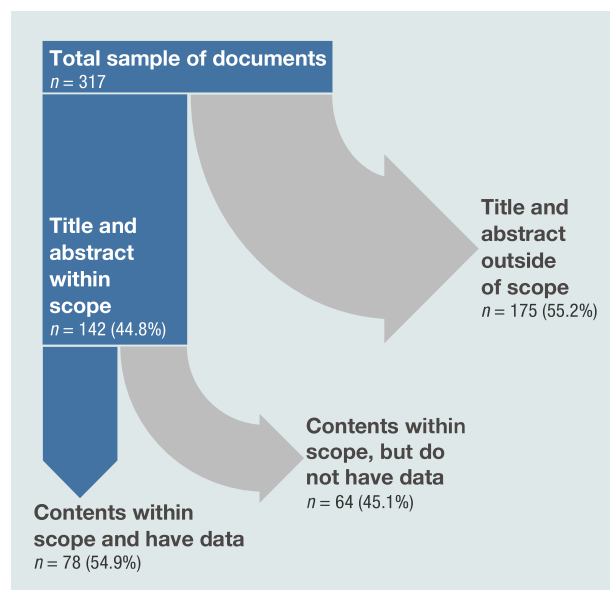 Total sample of documents
n = 317
Title and
abstract
within
scope
n = 142 (44.8%)
Title and
abstract
outside
of scope
n = 175 (55.2%)
Contents within
scope, but do
not have data
n = 64 (45.1%)
Contents within
scope and have data
n = 78 (54.9%)